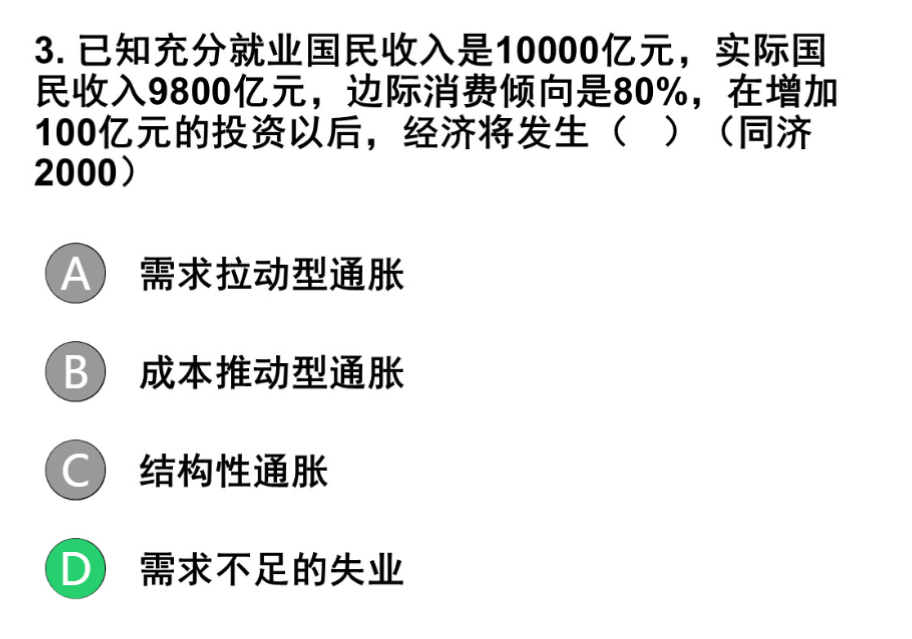 3. 已知充分就业国民收入是10000亿元，实际国
民收入9800亿元，边际消费倾向是80%，在增加
100亿元的投资以后，经济将发生（　）（同济
2000）
A 需求拉动型通胀
B 成本推动型通胀
C 结构性通胀
D 需求不足的失业